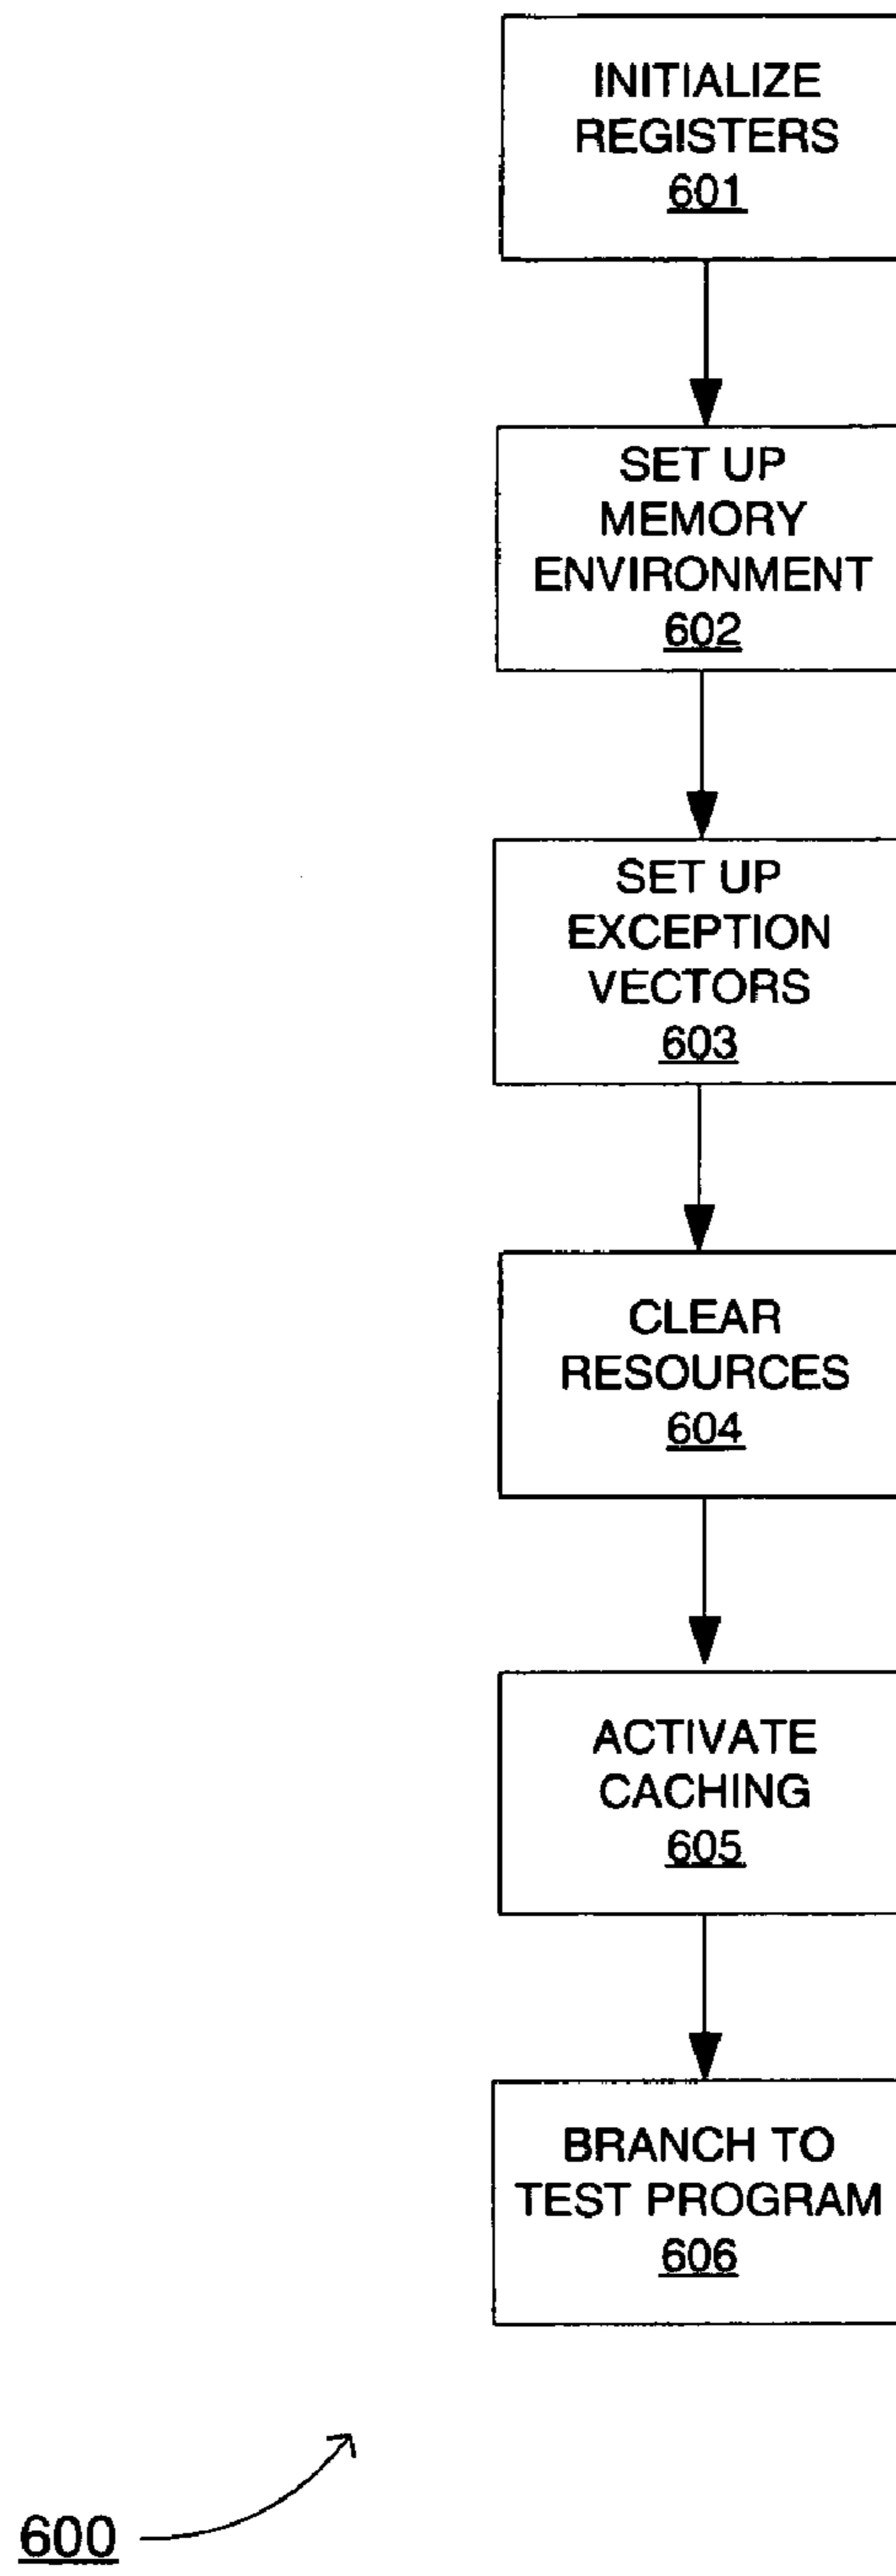 INITIALIZE
REGISTERS
601
SET UP
MEMORY
ENVIRONMENT
602
SET UP
EXCEPTION
VECTORS
603
CLEAR
RESOURCES
604
ACTIVATE
CACHING
605
BRANCH TO
TEST PROGRAM
606
600